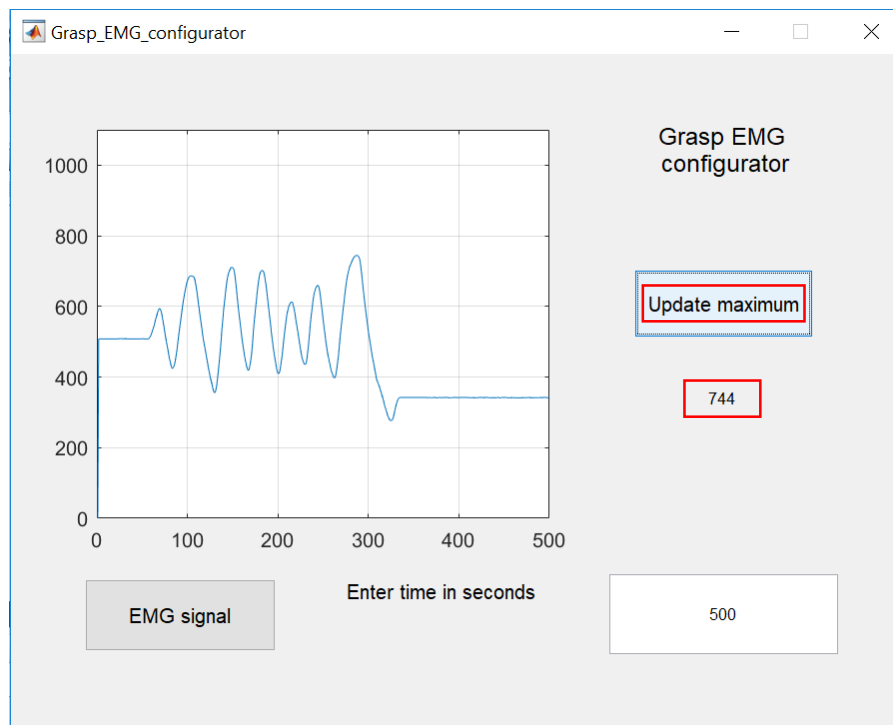 Grasp_EMG_configurator
Grasp EMG
configurator
1000
800
600
400
200
0
0 100 200 300 400 500
Update maximum
744
EMG signal
Enter time in seconds
500